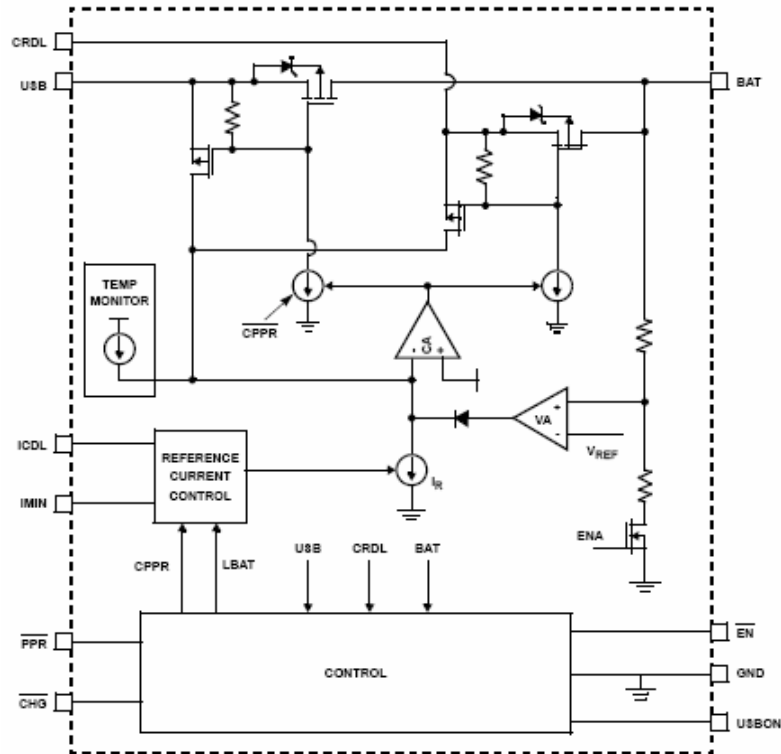 CRDL
USB
BAT
TEMP
MONITOR
CPPR
CA
- +
VA
+
-
VREF
ICDL
IMIN
REFERENCE
CURRENT
CONTROL
IR
ENA
CPPR
LBAT
USB
CRDL
BAT
PPR
CHG
CONTROL
EN
GND
USBON